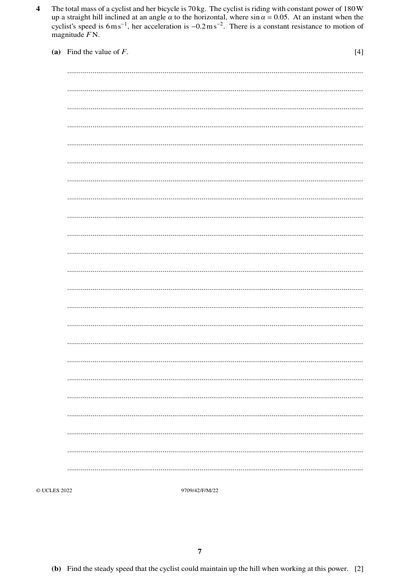 4 The total mass of a cyclist and her bicycle is 70 kg. The cyclist is riding with constant power of 180 W
up a straight hill inclined at an angle α to the horizontal, where sin α = 0.05. At an instant when the
cyclist's speed is 6 m s⁻¹, her acceleration is −0.2 m s⁻². There is a constant resistance to motion of
magnitude F N.
(a) Find the value of F. [4]
© UCLES 2022 9709/42/F/M/22
7
(b) Find the steady speed that the cyclist could maintain up the hill when working at this power. [2]